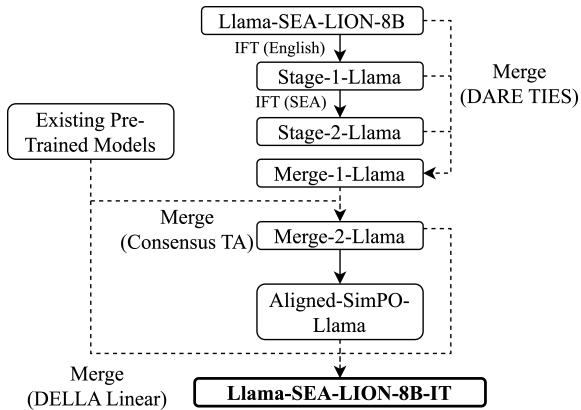 Llama-SEA-LION-8B
IFT (English)
Stage-1-Llama
IFT (SEA)
Stage-2-Llama
Merge
(DARE TIES)
Existing Pre-
Trained Models
Merge-1-Llama
Merge
(Consensus TA)
Merge-2-Llama
Aligned-SimPO-
Llama
Merge
(DELLA Linear)
Llama-SEA-LION-8B-IT